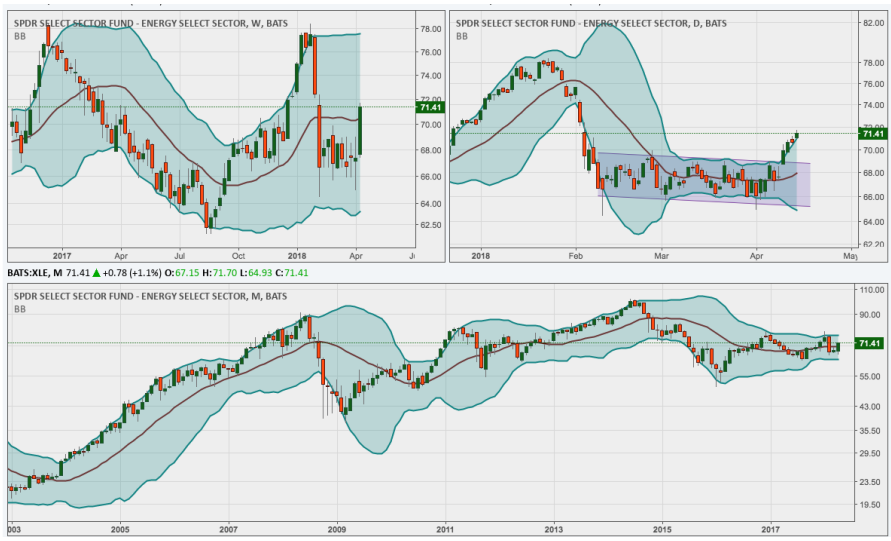 SPDR SELECT SECTOR FUND - ENERGY SELECT SECTOR, W, BATS
BB
78.00
76.00
74.00
72.00
71.41
70.00
68.00
66.00
64.00
62.50
2017
Apr
Jul
Oct
2018
Apr
SPDR SELECT SECTOR FUND - ENERGY SELECT SECTOR, D, BATS
BB
82.00
78.00
76.00
74.00
71.41
70.00
68.00
66.00
64.00
62.20
2018
Feb
Mar
Apr
May
BATS:XLE, M 71.41 ▲ +0.78 (+1.1%) O:67.15 H:71.70 L:64.93 C:71.41
SPDR SELECT SECTOR FUND - ENERGY SELECT SECTOR, M, BATS
BB
110.00
90.00
71.41
55.00
43.00
35.50
29.50
23.50
19.50
003
2005
2007
2009
2011
2013
2015
2017